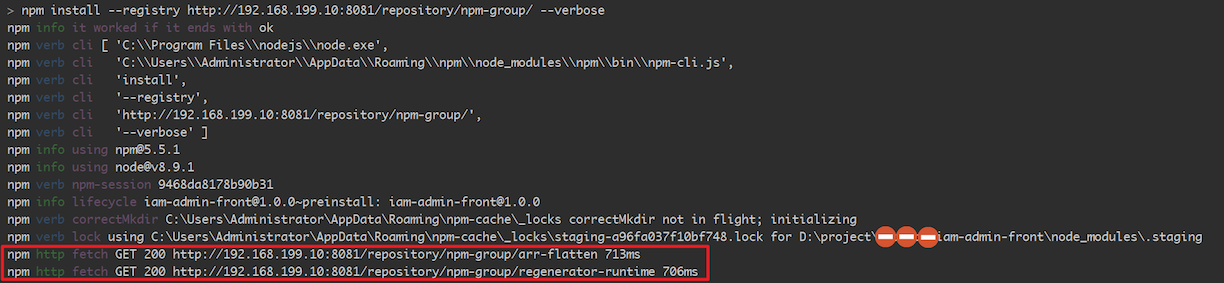 > npm install --registry http://192.168.199.10:8081/repository/npm-group/ --verbose
npm info it worked if it ends with ok
npm verb cli [ 'C:\\Program Files\\nodejs\\node.exe',
npm verb cli   'C:\\Users\\Administrator\\AppData\\Roaming\\npm\\node_modules\\npm\\bin\\npm-cli.js',
npm verb cli   'install',
npm verb cli   '--registry',
npm verb cli   'http://192.168.199.10:8081/repository/npm-group/',
npm verb cli   '--verbose' ]
npm info using npm@5.5.1
npm info using node@v8.9.1
npm verb npm-session 9468da8178b90b31
npm info lifecycle iam-admin-front@1.0.0~preinstall: iam-admin-front@1.0.0
npm verb correctMkdir C:\Users\Administrator\AppData\Roaming\npm-cache\_locks correctMkdir not in flight; initializing
npm verb lock using C:\Users\Administrator\AppData\Roaming\npm-cache\_locks\staging-a96fa037f10bf748.lock for D:\project\iam-admin-front\node_modules\.staging
npm http fetch GET 200 http://192.168.199.10:8081/repository/npm-group/arr-flatten 713ms
npm http fetch GET 200 http://192.168.199.10:8081/repository/npm-group/regenerator-runtime 706ms